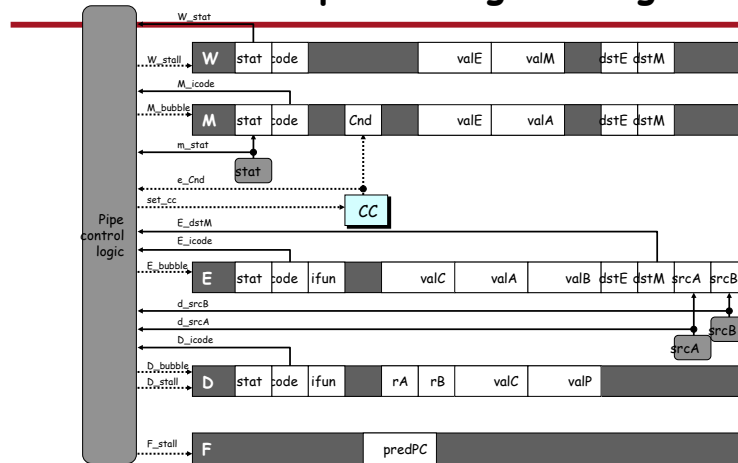 W_stat
W_stall
W stat code valE valM dstE dstM
M_icode
M_bubble
M stat code Cnd valE valA dstE dstM
m_stat
stat
e_Cnd
set_cc
CC
Pipe
control
logic
E_dstM
E_icode
E_bubble
E stat code ifun valC valA valB dstE dstM srcA srcB
d_srcB
d_srcA
srcB
srcA
D_icode
D_bubble
D_stall
D stat code ifun rA rB valC valP
F_stall
F predPC